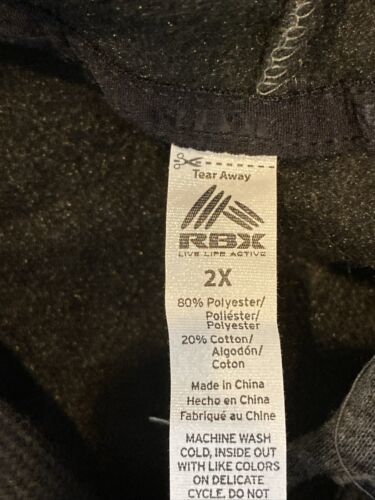 Tear Away
RBX
LIVE LIFE ACTIVE
2X
80% Polyester/
Poliéster/
Polyester
20% Cotton/
Algodón/
Coton
Made in China
Hecho en China
Fabriqué au Chine
MACHINE WASH
COLD, INSIDE OUT
WITH LIKE COLORS
ON DELICATE
CYCLE. DO NOT